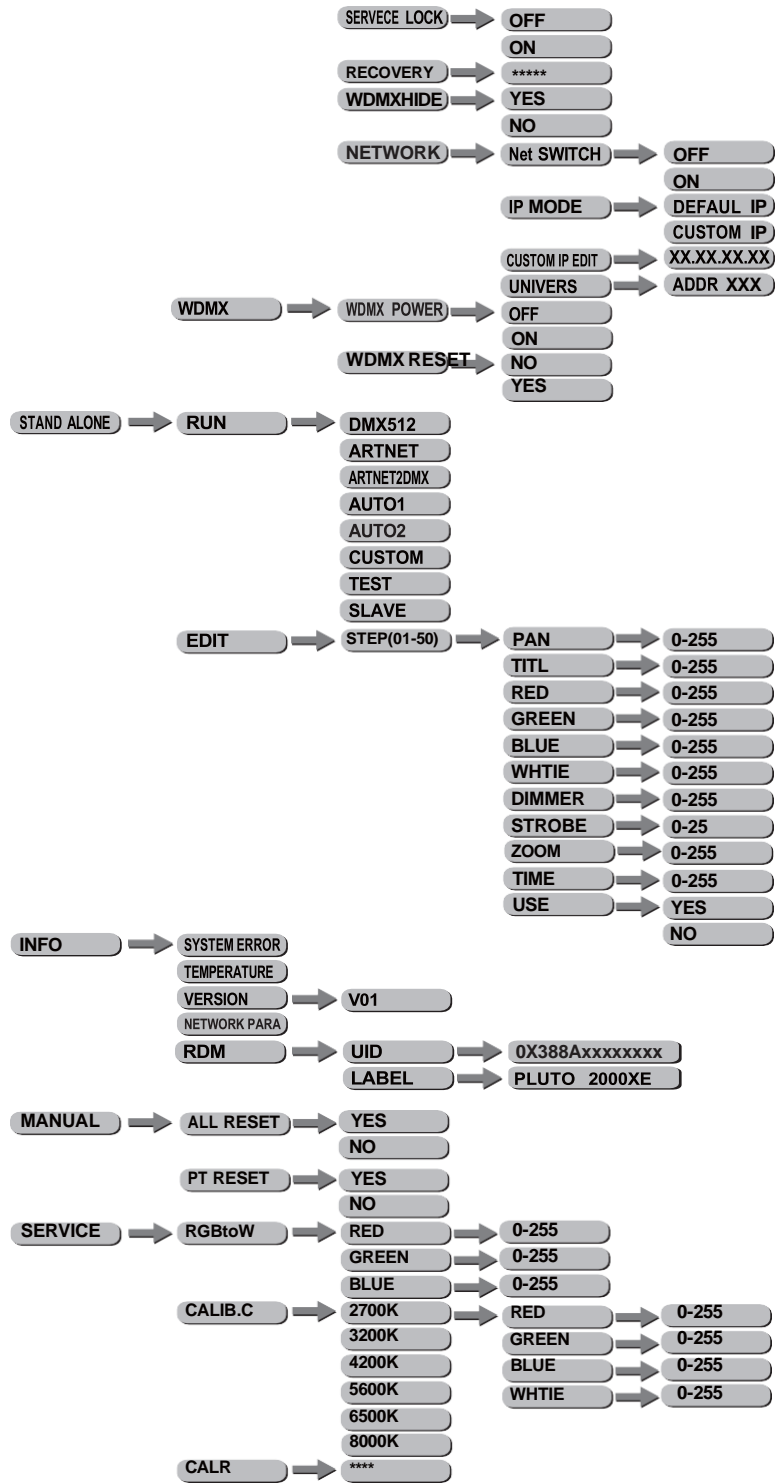 SERVECE LOCK OFF
ON
RECOVERY *****
WDMXHIDE YES
NO
NETWORK Net SWITCH OFF
ON
IP MODE DEFAUL IP
CUSTOM IP
CUSTOM IP EDIT XX.XX.XX.XX
UNIVERS ADDR XXX
WDMX WDMX POWER OFF
ON
WDMX RESET NO
YES
STAND ALONE RUN DMX512
ARTNET
ARTNET2DMX
AUTO1
AUTO2
CUSTOM
TEST
SLAVE
EDIT STEP(01-50) PAN 0-255
TITL 0-255
RED 0-255
GREEN 0-255
BLUE 0-255
WHTIE 0-255
DIMMER 0-255
STROBE 0-25
ZOOM 0-255
TIME 0-255
USE YES
NO
INFO SYSTEM ERROR
TEMPERATURE
VERSION V01
NETWORK PARA
RDM UID 0X388Axxxxxxxx
LABEL PLUTO 2000XE
MANUAL ALL RESET YES
NO
PT RESET YES
NO
SERVICE RGBtoW RED 0-255
GREEN 0-255
BLUE 0-255
CALIB.C 2700K RED 0-255
3200K GREEN 0-255
4200K BLUE 0-255
5600K WHTIE 0-255
6500K
8000K
CALR ****